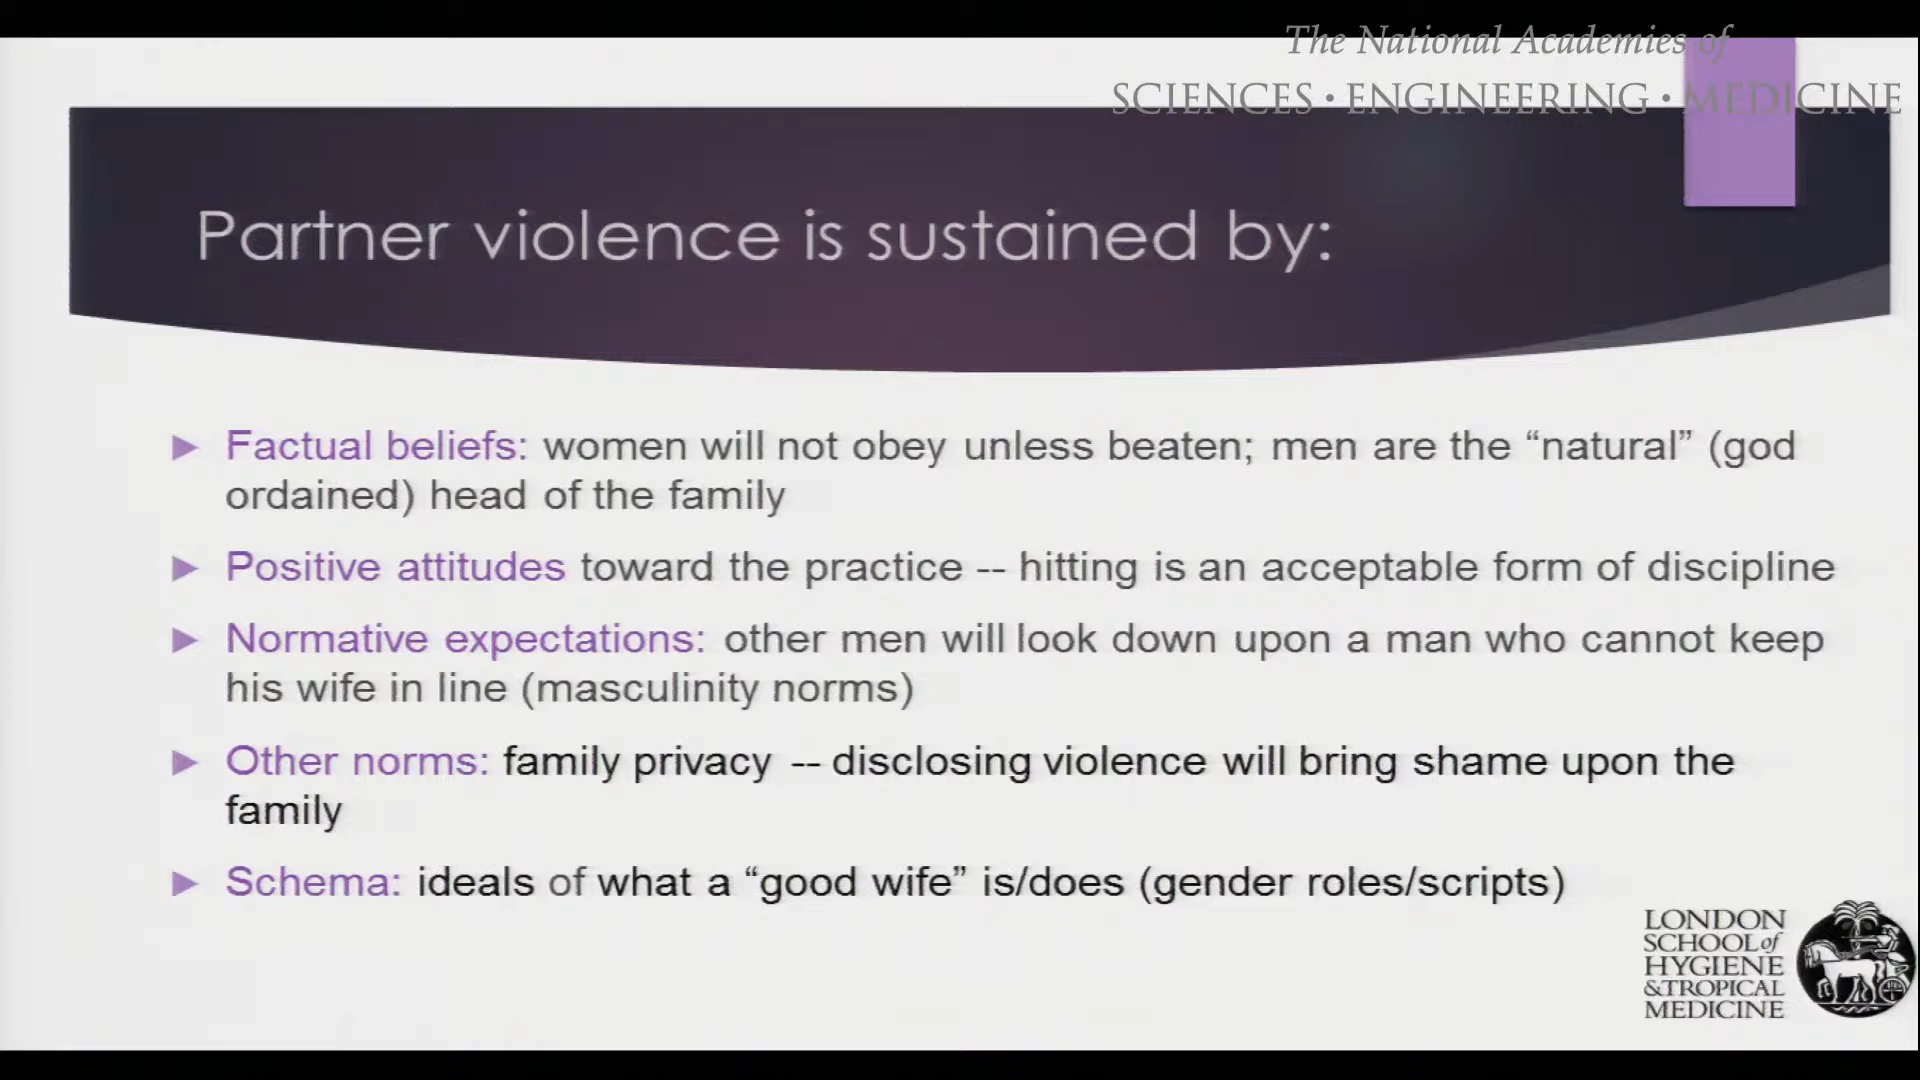 The National Academies of
SCIENCES • ENGINEERING • MEDICINE
Partner violence is sustained by:
Factual beliefs: women will not obey unless beaten; men are the “natural” (god
ordained) head of the family
Positive attitudes toward the practice -- hitting is an acceptable form of discipline
Normative expectations: other men will look down upon a man who cannot keep
his wife in line (masculinity norms)
Other norms: family privacy -- disclosing violence will bring shame upon the
family
Schema: ideals of what a “good wife” is/does (gender roles/scripts)
LONDON
SCHOOL of
HYGIENE
&TROPICAL
MEDICINE